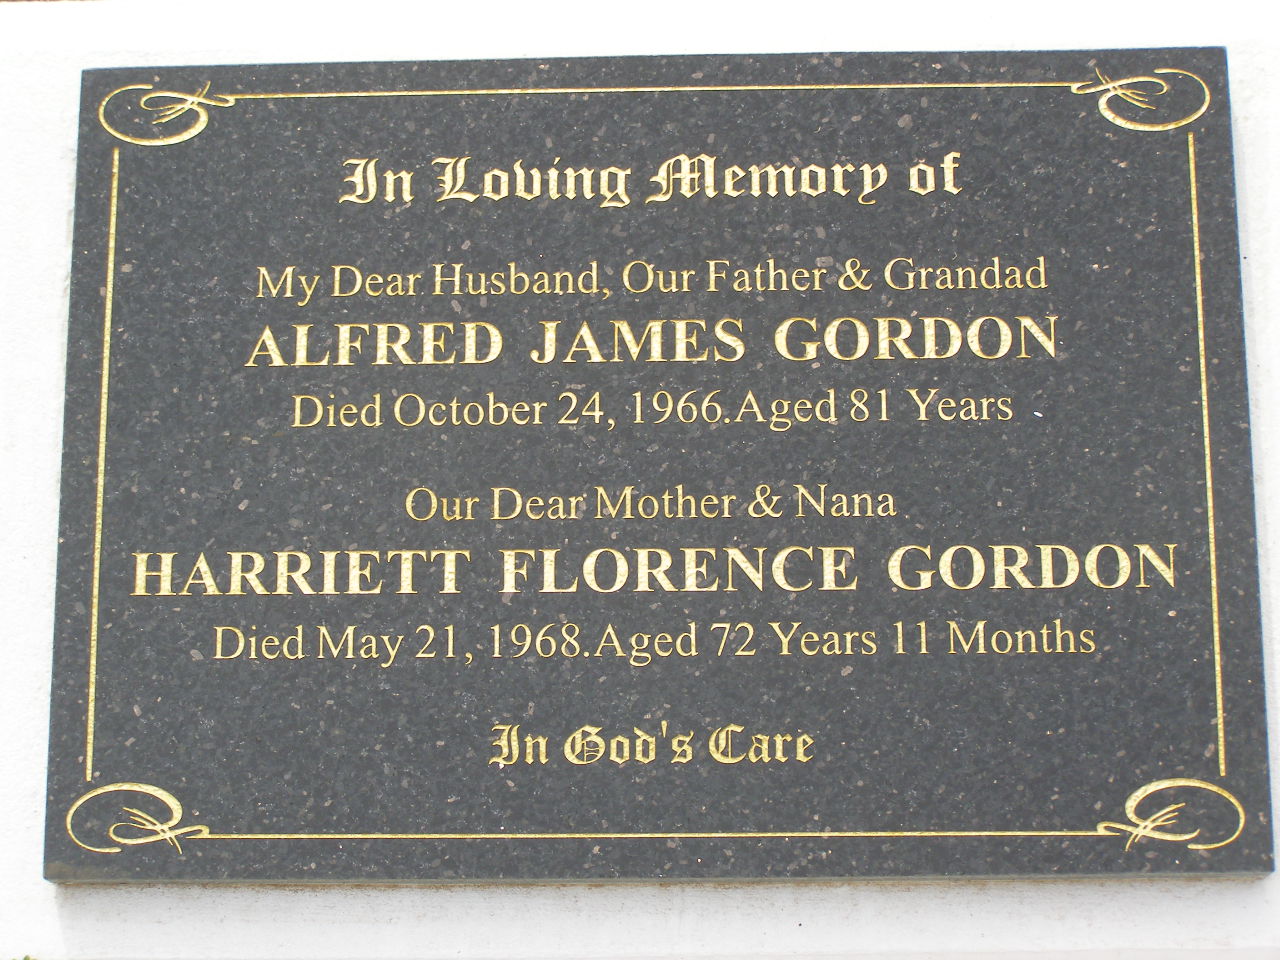 In Loving Memory of
My Dear Husband, Our Father & Grandad
ALFRED JAMES GORDON
Died October 24, 1966. Aged 81 Years
Our Dear Mother & Nana
HARRIETT FLORENCE GORDON
Died May 21, 1968. Aged 72 Years 11 Months
In God's Care